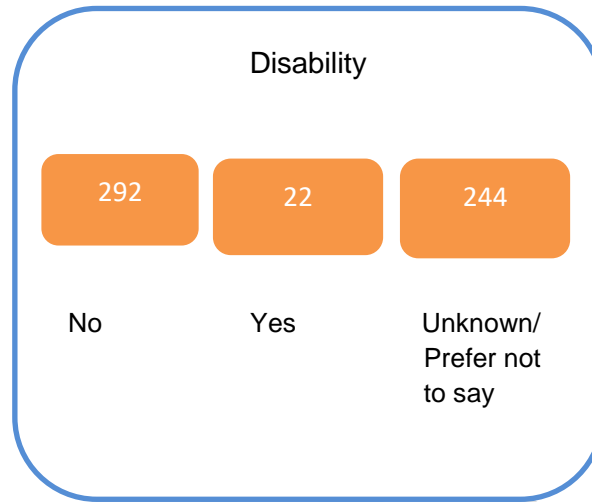 Disability
292 22 244
No Yes Unknown/
Prefer not
to say